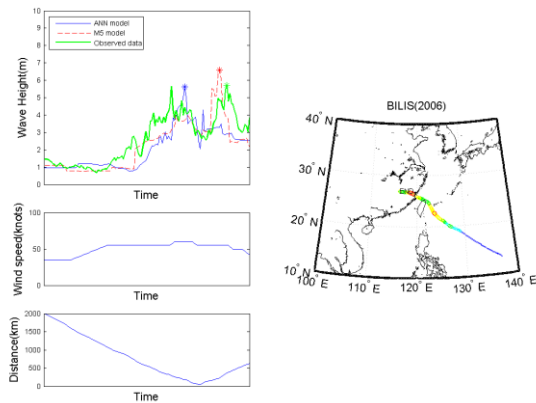 ANN model
M5 model
Observed data
Wave Height(m)
10
9
8
7
6
5
4
3
2
1
0
Time
Wind speed(knots)
100
50
0
Time
Distance(km)
2000
1500
1000
500
0
Time
BILIS(2006)
40° N
30° N
20° N
10° N
100° E
110° E
120° E
130° E
140° E